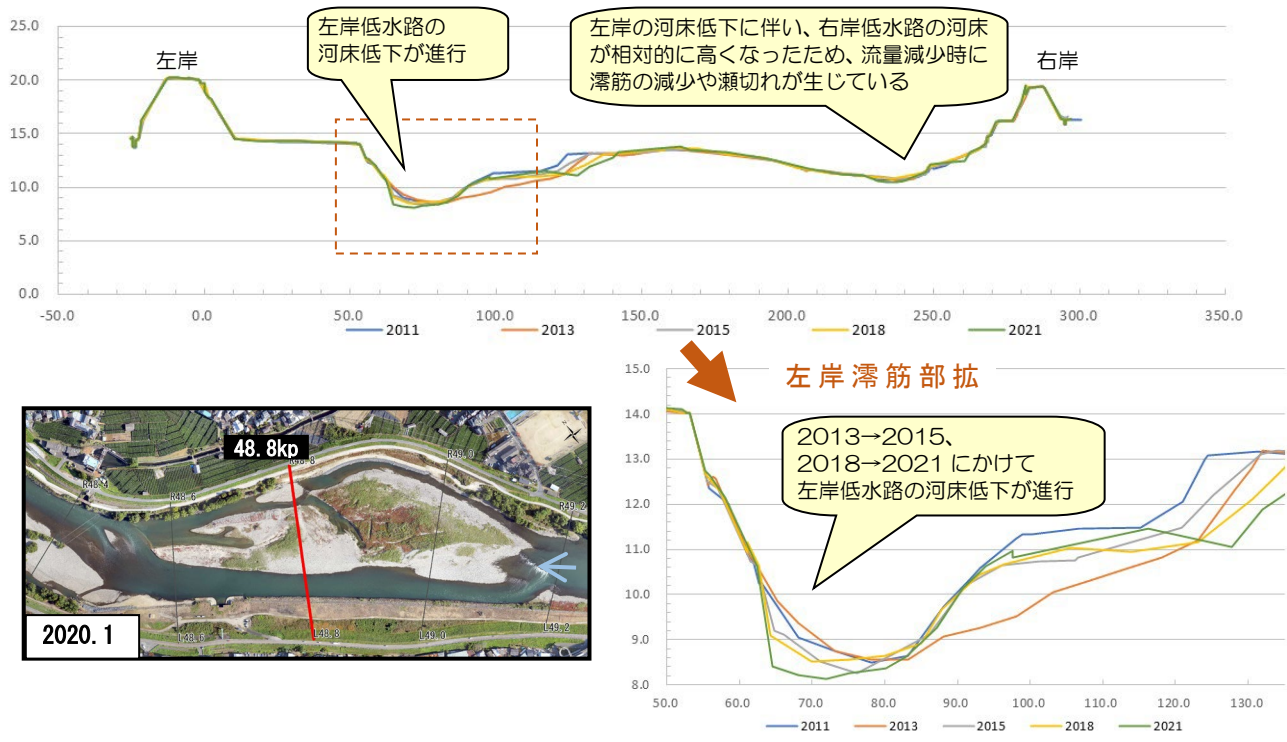 左岸低水路の
河床低下が進行
左岸の河床低下に伴い、右岸低水路の河床
が相対的に高くなったため、流量減少時に
澪筋の減少や瀬切れが生じている
左岸
右岸
25.0
20.0
15.0
10.0
5.0
0.0
-50.0 0.0 50.0 100.0 150.0 200.0 250.0 300.0 350.0
2011 2013 2015 2018 2021
左岸澪筋部拡
2013→2015、
2018→2021にかけて
左岸低水路の河床低下が進行
15.0
14.0
13.0
12.0
11.0
10.0
9.0
8.0
50.0 60.0 70.0 80.0 90.0 100.0 110.0 120.0 130.0
2011 2013 2015 2018 2021
48.8kp
R48.4
R48.6
R49.0
R49.2
L48.6
L48.8
L49.0
L49.2
2020.1